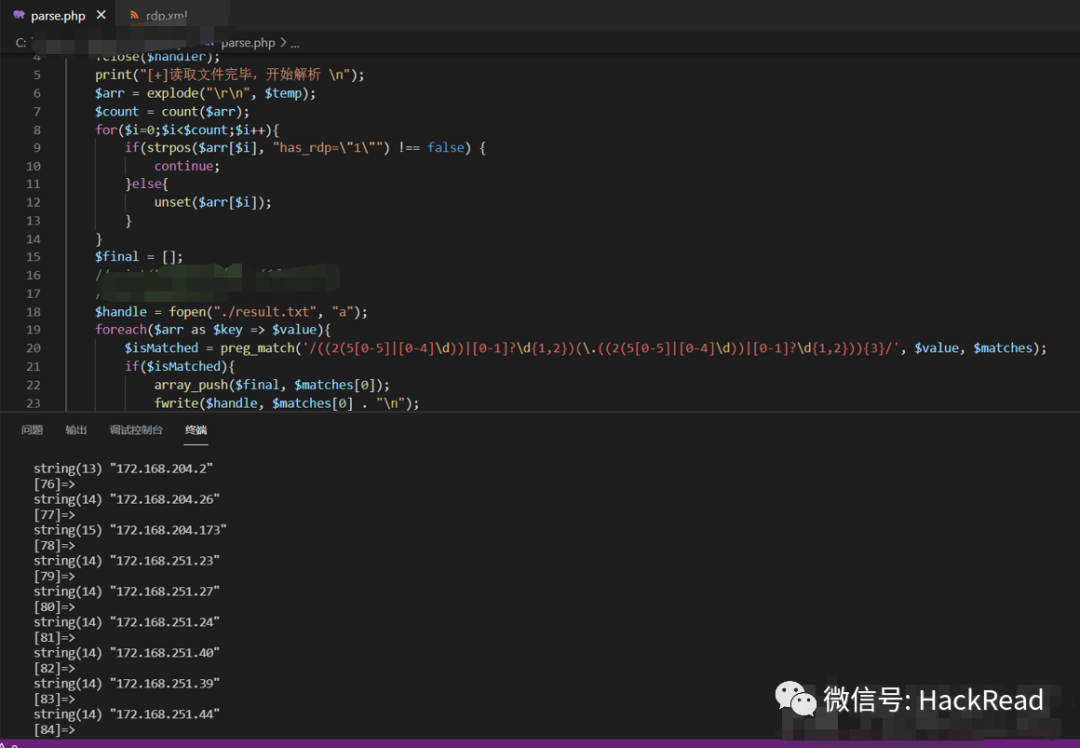 parse.php
rdp.xml
C:
parse.php > ...
4 .close($handler);
5 print("[+]读取文件完毕，开始解析 \n");
6 $arr = explode("\r\n", $temp);
7 $count = count($arr);
8 for($i=0;$i<$count;$i++){
9 if(strpos($arr[$i], "has_rdp=\"1\"") !== false) {
10 continue;
11 }else{
12 unset($arr[$i]);
13 }
14 }
15 $final = [];
16 //
17 /
18 $handle = fopen("./result.txt", "a");
19 foreach($arr as $key => $value){
20 $isMatched = preg_match('/((2(5[0-5]|[0-4]\d))|[0-1]?\d{1,2})(\.((2(5[0-5]|[0-4]\d))|[0-1]?\d{1,2})){3}/', $value, $matches);
21 if($isMatched){
22 array_push($final, $matches[0]);
23 fwrite($handle, $matches[0] . "\n");
问题 输出 调试控制台 终端
string(13) "172.168.204.2"
[76]=>
string(14) "172.168.204.26"
[77]=>
string(15) "172.168.204.173"
[78]=>
string(14) "172.168.251.23"
[79]=>
string(14) "172.168.251.27"
[80]=>
string(14) "172.168.251.24"
[81]=>
string(14) "172.168.251.40"
[82]=>
string(14) "172.168.251.39"
[83]=>
string(14) "172.168.251.44"
[84]=>
微信号: HackRead